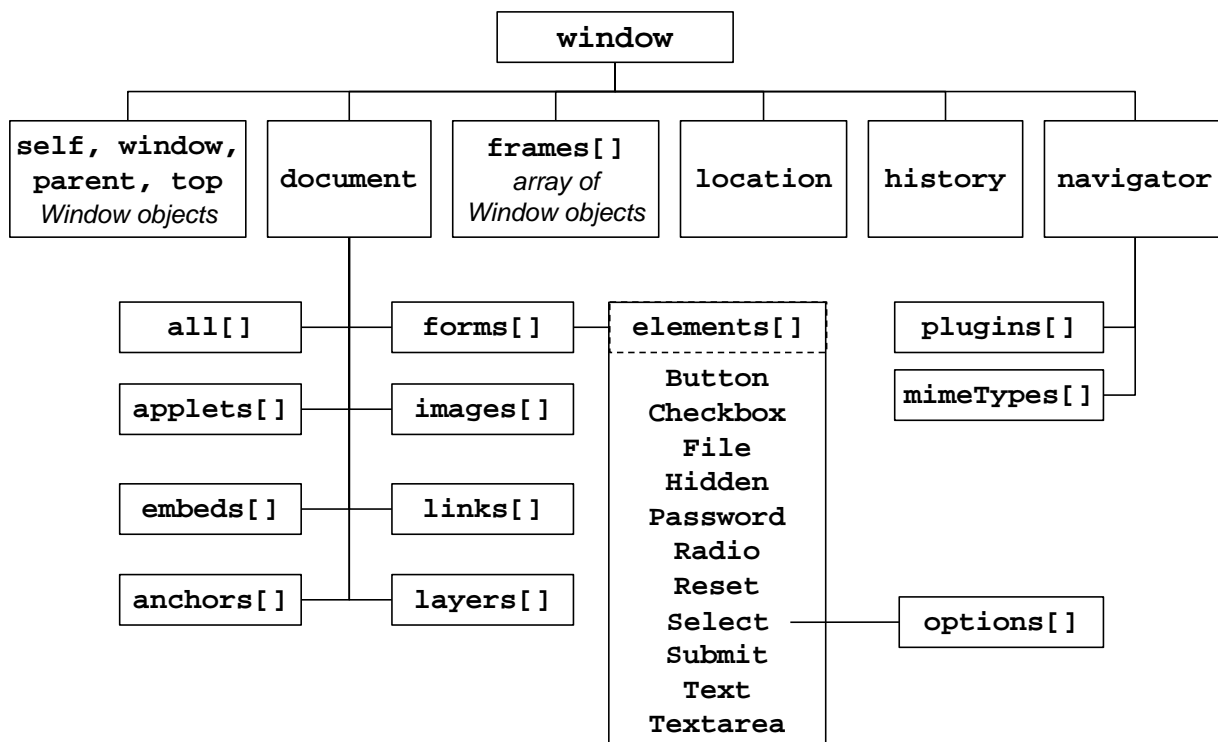 window
self, window,
parent, top
Window objects
document
frames[]
array of
Window objects
location
history
navigator
all[]
forms[]
elements[]
plugins[]
applets[]
images[]
mimeTypes[]
embeds[]
links[]
anchors[]
layers[]
Button
Checkbox
File
Hidden
Password
Radio
Reset
Select
Submit
Text
Textarea
options[]